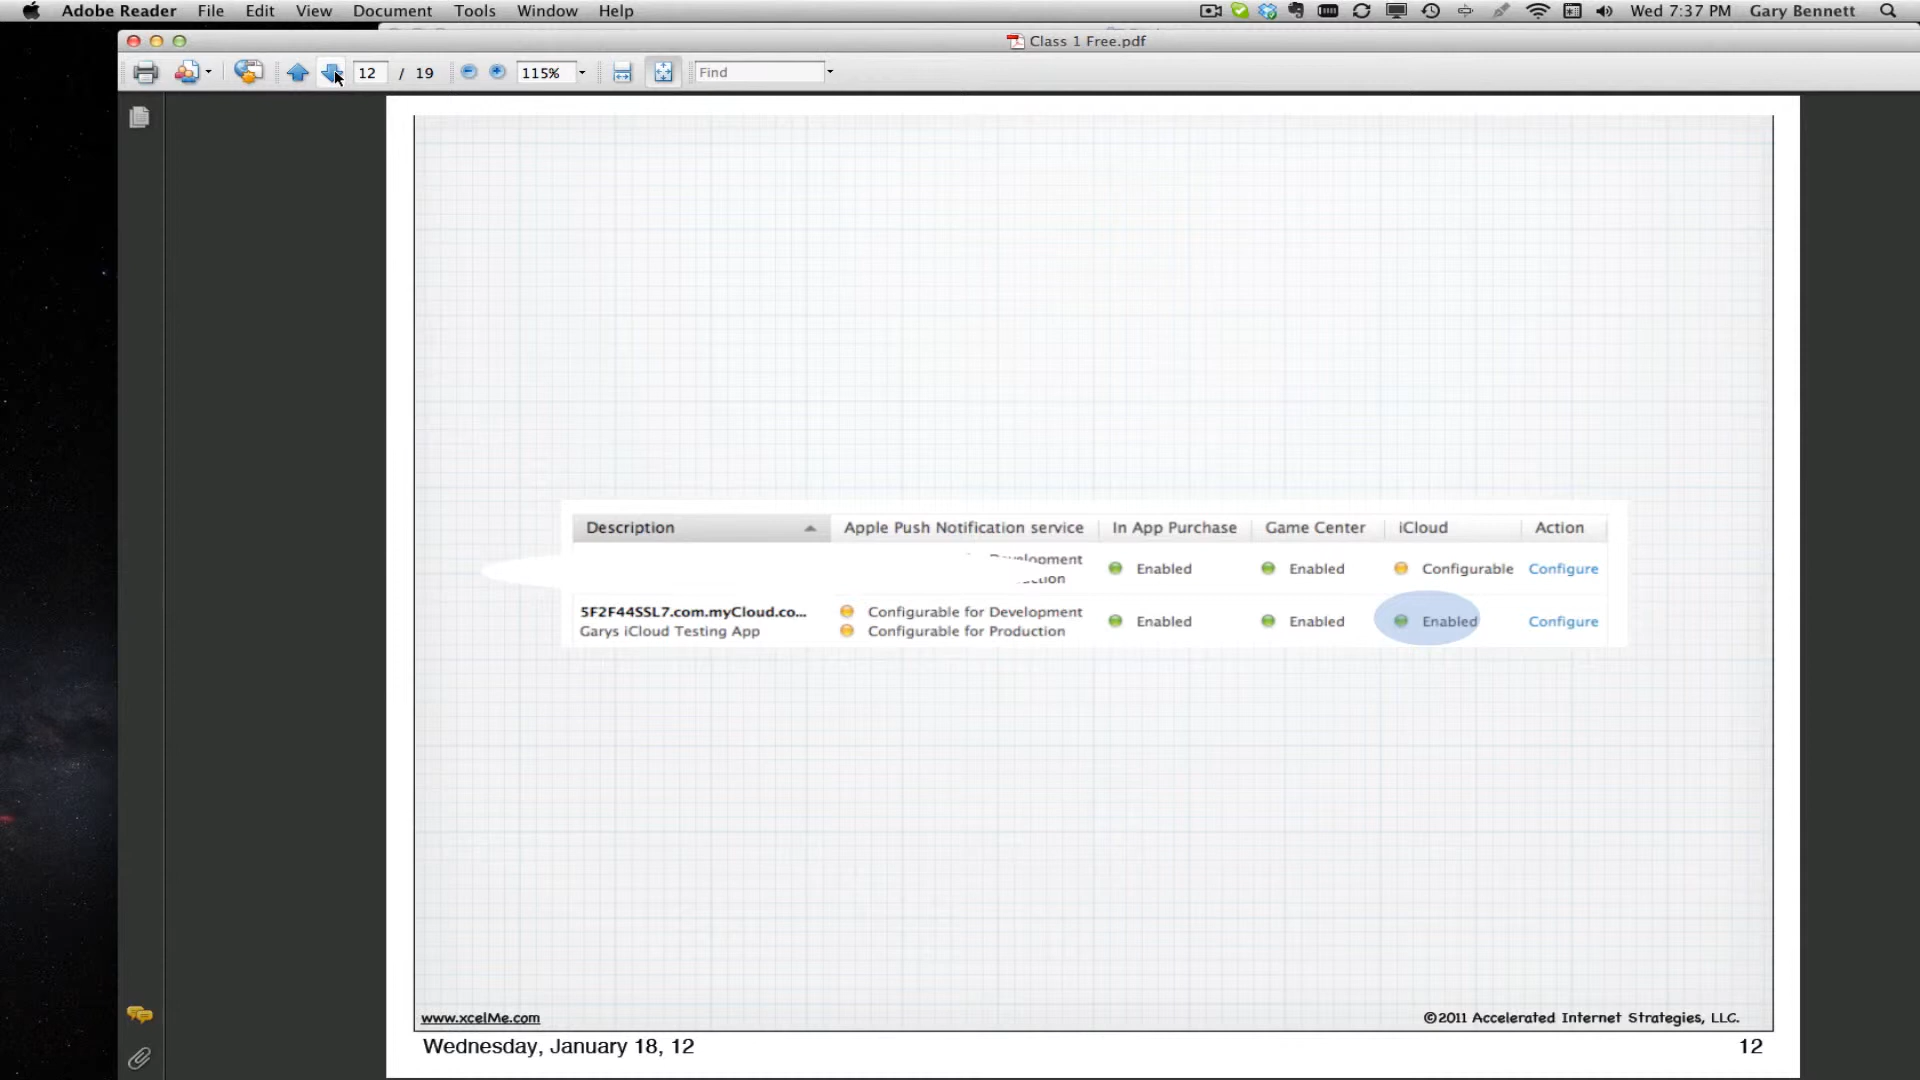 Adobe Reader File Edit View Document Tools Window Help Wed 7:37 PM Gary Bennett
Class 1 Free.pdf
12 / 19 115% Find
Description Apple Push Notification service In App Purchase Game Center iCloud Action
Enabled Enabled Configurable Configure
5F2F44SSL7.com.myCloud.co... Configurable for Development Enabled Enabled Enabled Configure
Garys iCloud Testing App Configurable for Production
www.xcelMe.com ©2011 Accelerated Internet Strategies, LLC.
Wednesday, January 18, 12 12